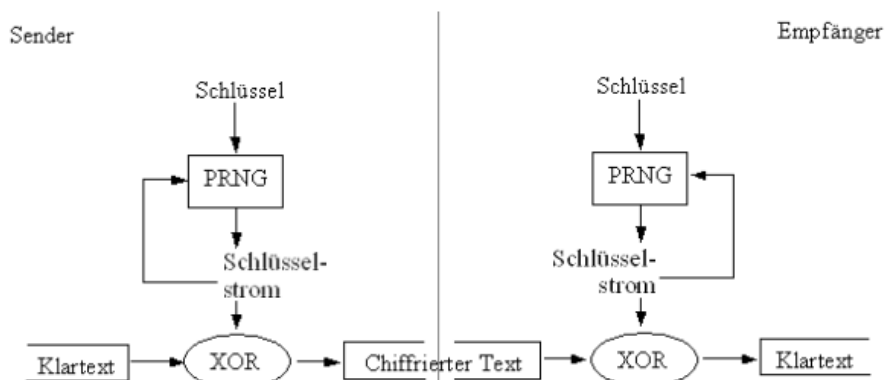 Sender
Empfänger
Schlüssel
Schlüssel
PRNG
PRNG
Schlüssel-
strom
Schlüssel-
strom
Klartext
XOR
Chiffrierter Text
XOR
Klartext